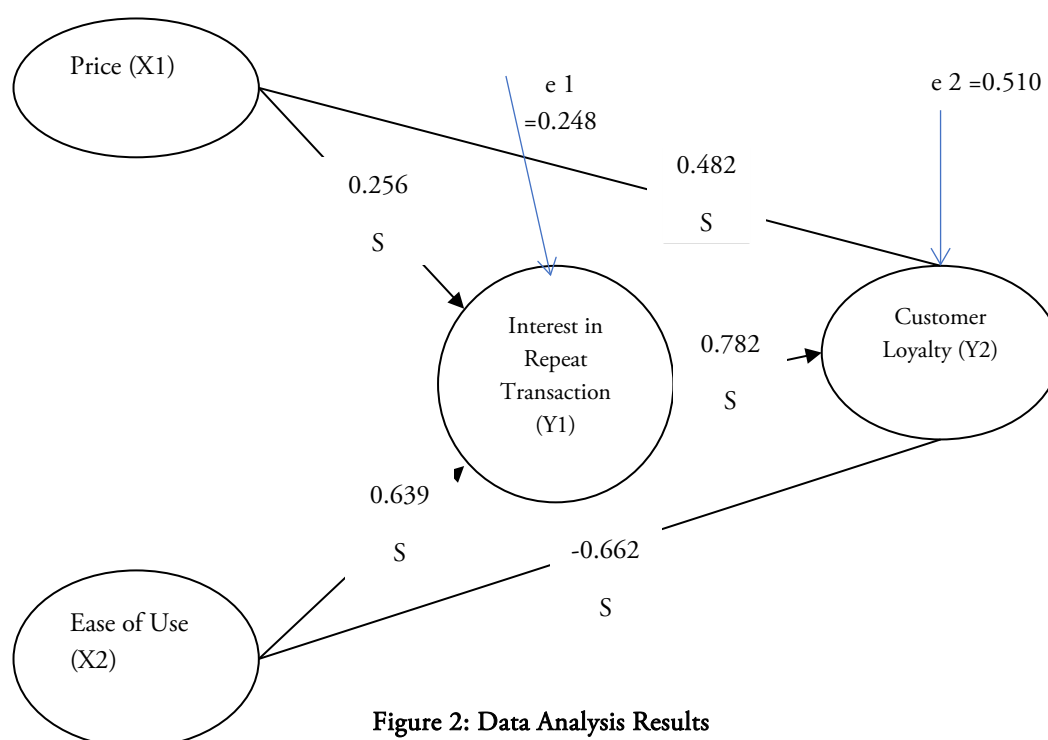 Price (X1)
e 1
=0.248
e 2 =0.510
0.482
S
0.256
S
Interest in
Repeat
Transaction
(Y1)
0.782
S
Customer
Loyalty (Y2)
0.639
S
-0.662
S
Ease of Use
(X2)
Figure 2: Data Analysis Results